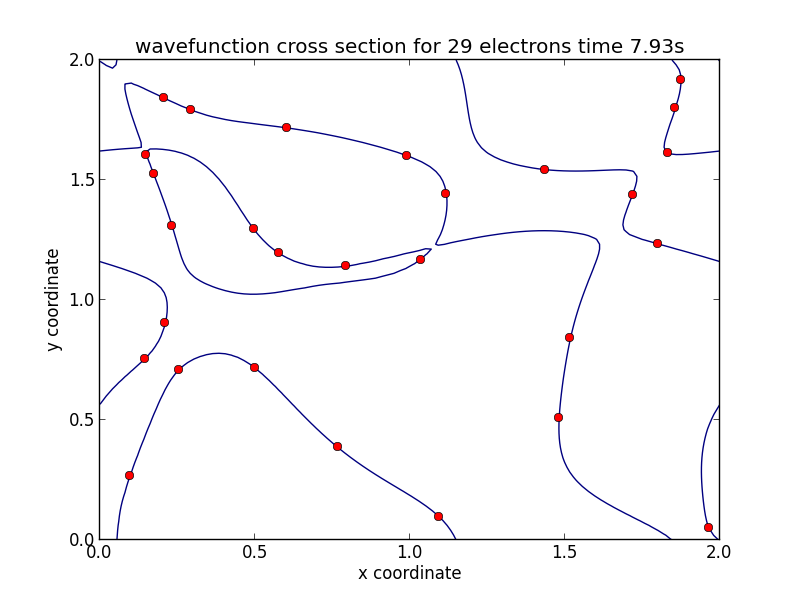 wavefunction cross section for 29 electrons time 7.93s
2.0
1.5
1.0
0.5
0.0
y coordinate
0.0 0.5 1.0 1.5 2.0
x coordinate